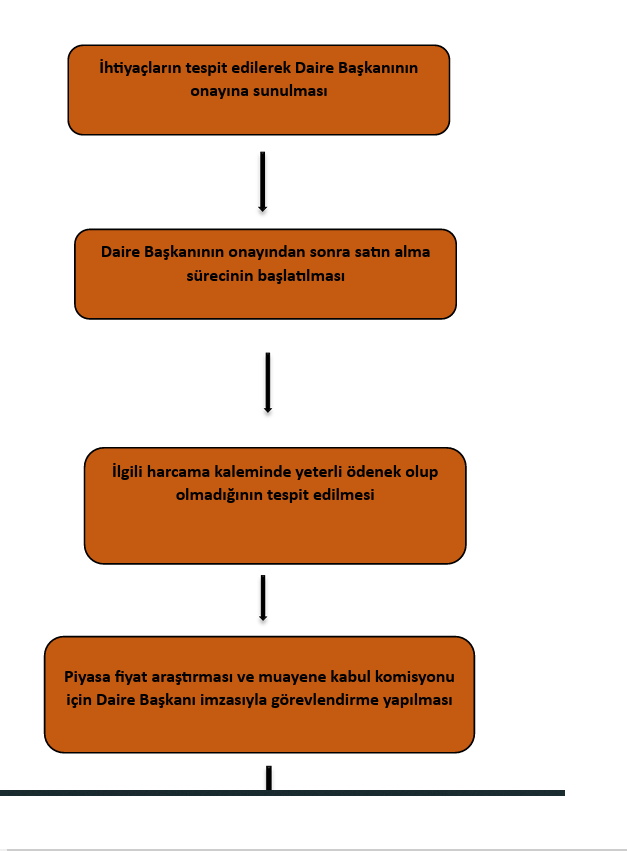 İhtiyaçların tespit edilerek Daire Başkanının
onayına sunulması
Daire Başkanının onayından sonra satın alma
sürecinin başlatılması
İlgili harcama kaleminde yeterli ödenek olup
olmadığının tespit edilmesi
Piyasa fiyat araştırması ve muayene kabul komisyonu
için Daire Başkanı imzasıyla görevlendirme yapılması